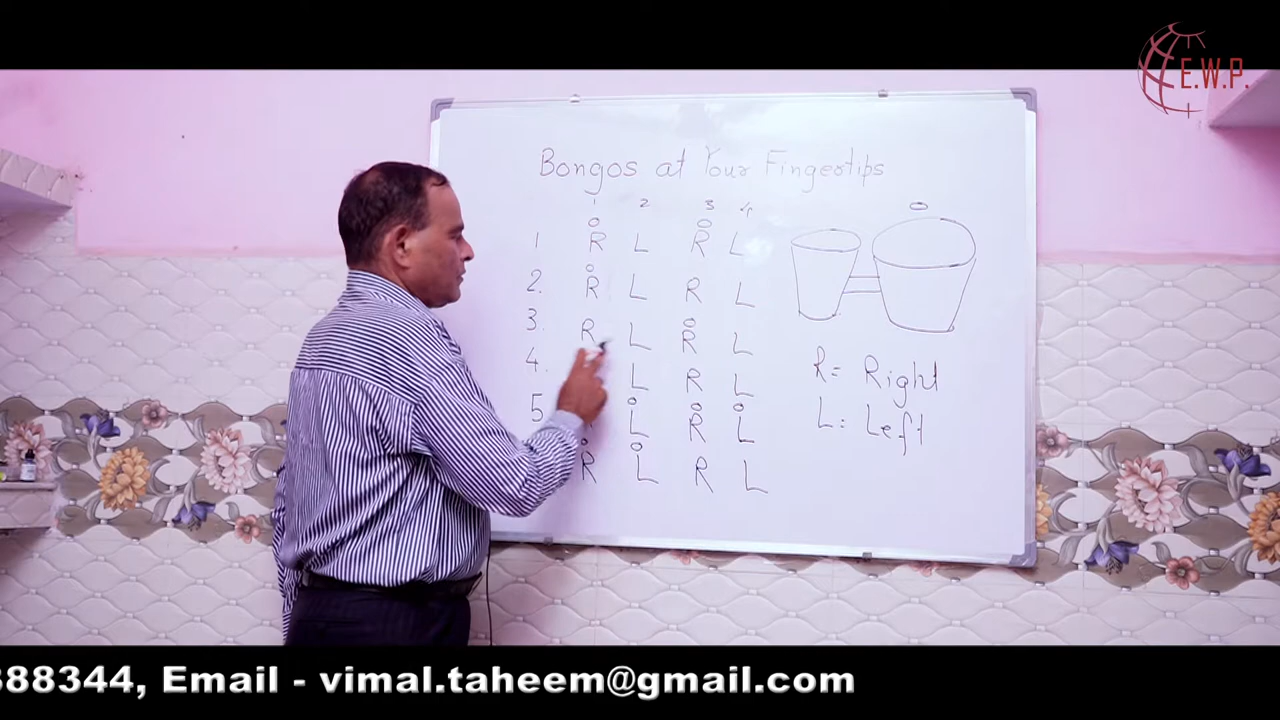 E.W.P.
Bongos at Your Fingertips
1 2 3 4
o o
1 R L R L
o
2. R L R L
o
3. R L R L
4. L R L
o o o
5 L R L
o o
R L R L
o
R= Right
L= Left
388344, Email - vimal.taheem@gmail.com